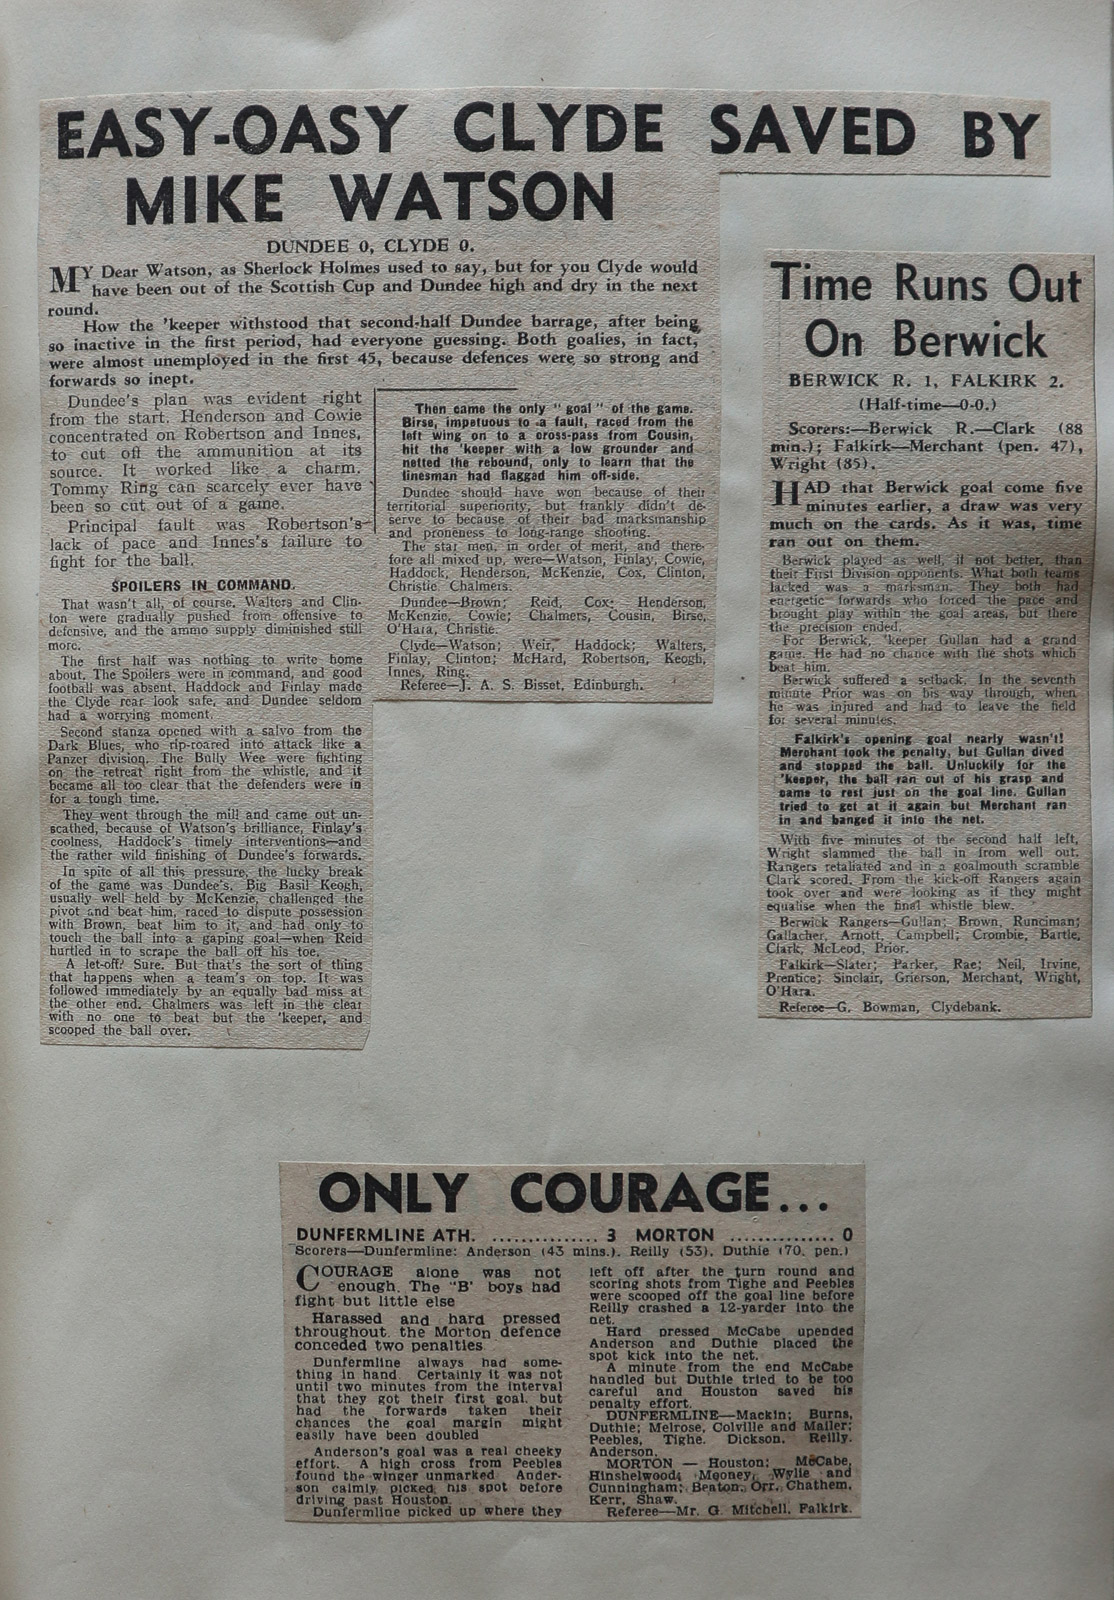 EASY-OASY CLYDE SAVED BY
MIKE WATSON
DUNDEE 0, CLYDE 0.
MY Dear Watson, as Sherlock Holmes used to say, but for you Clyde would
have been out of the Scottish Cup and Dundee high and dry in the next
round.
How the 'keeper withstood that second-half Dundee barrage, after being
so inactive in the first period, had everyone guessing. Both goalies, in fact,
were almost unemployed in the first 45, because defences were so strong and
forwards so inept.
Dundee's plan was evident right
from the start. Henderson and Cowie
concentrated on Robertson and Innes,
to cut off the ammunition at its
source. It worked like a charm.
Tommy Ring can scarcely ever have
been so cut out of a game.
Principal fault was Robertson's
lack of pace and Innes's failure to
fight for the ball.
SPOILERS IN COMMAND.
That wasn't all, of course. Walters and Clin-
ton were gradually pushed from offensive to
defensive, and the ammo supply diminished still
more.
The first half was nothing to write home
about. The Spoilers were in command, and good
football was absent. Haddock and Finlay made
the Clyde rear look safe, and Dundee seldom
had a worrying moment.
Second stanza opened with a salvo from the
Dark Blues, who rip-roared into attack like a
Panzer division. The Bully Wee were fighting
on the retreat right from the whistle, and it
became all too clear that the defenders were in
for a tough time.
They went through the mill and came out un-
scathed, because of Watson's brilliance, Finlay's
coolness, Haddock's timely interventions—and
the rather wild finishing of Dundee's forwards.
In spite of all this pressure, the lucky break
of the game was Dundee's. Big Basil Keogh,
usually well held by McKenzie, challenged the
pivot and beat him, raced to dispute possession
with Brown, beat him to it, and had only to
touch the ball into a gaping goal—when Reid
hurtled in to scrape the ball off his toe.
A let-off? Sure. But that's the sort of thing
that happens when a team's on top. It was
followed immediately by an equally bad miss at
the other end. Chalmers was left in the clear
with no one to beat but the 'keeper, and
scooped the ball over.
Then came the only "goal" of the game.
Birse, impetuous to a fault, raced from the
left wing on to a cross-pass from Cousin,
hit the 'keeper with a low grounder and
netted the rebound, only to learn that the
linesman had flagged him off-side.
Dundee should have won because of their
territorial superiority, but frankly didn't de-
serve to because of their bad marksmanship
and proneness to long-range shooting.
The star men, in order of merit, and there-
fore all mixed up, were—Watson, Finlay, Cowie,
Haddock, Henderson, McKenzie, Cox, Clinton,
Christie. Chalmers.
Dundee—Brown; Reid, Cox; Henderson,
McKenzie, Cowie; Chalmers, Cousin, Birse,
O'Hara, Christie.
Clyde—Watson; Weir, Haddock; Walters,
Finlay, Clinton; McHard, Robertson, Keogh,
Innes, Ring.
Referee—J. A. S. Bisset, Edinburgh.
Time Runs Out
On Berwick
BERWICK R. 1, FALKIRK 2.
(Half-time—0-0.)
Scorers:—Berwick R.—Clark (88
min.); Falkirk—Merchant (pen. 47),
Wright (85).
HAD that Berwick goal come five
minutes earlier, a draw was very
much on the cards. As it was, time
ran out on them.
Berwick played as well, if not better, than
their First Division opponents. What both teams
lacked was a marksman. They both had
energetic forwards who forced the pace and
brought play within the goal areas, but there
the precision ended.
For Berwick, 'keeper Gullan had a grand
game. He had no chance with the shots which
beat him.
Berwick suffered a setback. In the seventh
minute Prior was on his way through, when
he was injured and had to leave the field
for several minutes.
Falkirk's opening goal nearly wasn't!
Merchant took the penalty, but Gullan dived
and stopped the ball. Unluckily for the
'keeper, the ball ran out of his grasp and
came to rest just on the goal line. Gullan
tried to get at it again but Merchant ran
in and banged it into the net.
With five minutes of the second half left,
Wright slammed the ball in from well out.
Rangers retaliated and in a goalmouth scramble
Clark scored. From the kick-off Rangers again
took over and were looking as if they might
equalise when the final whistle blew.
Berwick Rangers—Gullan; Brown, Runciman;
Gallacher, Arnott, Campbell; Crombie, Bartle,
Clark, McLeod, Prior.
Falkirk—Slater; Parker, Rae; Neil, Irvine,
Prentice; Sinclair, Grierson, Merchant, Wright,
O'Hara.
Referee—G. Bowman, Clydebank.
ONLY COURAGE...
DUNFERMLINE ATH. ............... 3 MORTON ............... 0
Scorers—Dunfermline: Anderson (43 mins.), Reilly (53), Duthie (70, pen.)
COURAGE alone was not
enough. The "B" boys had
fight but little else
Harassed and hard pressed
throughout, the Morton defence
conceded two penalties
Dunfermline always had some-
thing in hand. Certainly it was not
until two minutes from the interval
that they got their first goal, but
had the forwards taken their
chances the goal margin might
easily have been doubled
Anderson's goal was a real cheeky
effort. A high cross from Peebles
found the winger unmarked. Ander-
son calmly picked his spot before
driving past Houston.
Dunfermline picked up where they
left off after the turn round and
scoring shots from Tighe and Peebles
were scooped off the goal line before
Reilly crashed a 12-yarder into the
net.
Hard pressed McCabe upended
Anderson and Duthie placed the
spot kick into the net.
A minute from the end McCabe
handled but Duthie tried to be too
careful and Houston saved his
penalty effort.
DUNFERMLINE—Mackin; Burns,
Duthie; Melrose, Colville and Mailer;
Peebles, Tighe, Dickson, Reilly.
Anderson.
MORTON — Houston; McCabe,
Hinshelwood; Mooney, Wylie and
Cunningham; Beaton, Orr, Chathem,
Kerr, Shaw.
Referee—Mr. G. Mitchell, Falkirk.